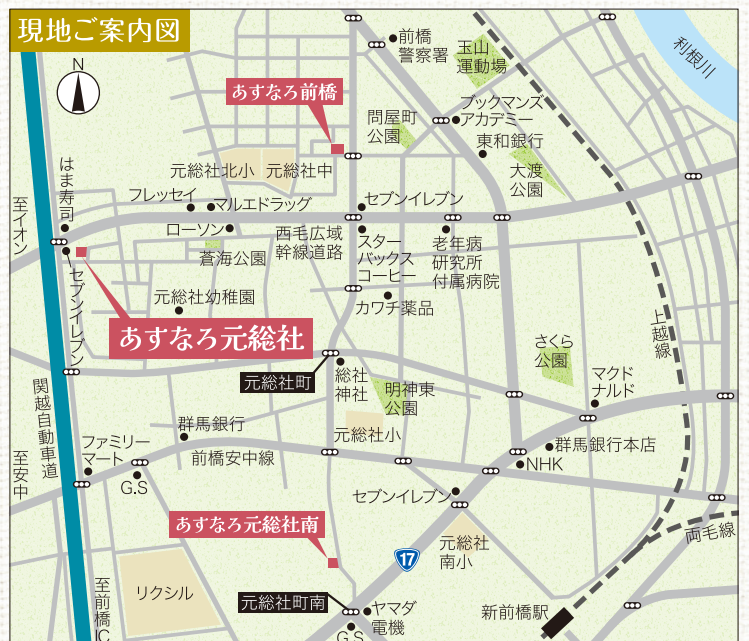 現地ご案内図
N
前橋
警察署
玉山
運動場
利根川
あすなろ前橋
問屋町
公園
ブックマンズ
アカデミー
東和銀行
大渡
公園
元総社北小
元総社中
はま寿司
フレッセイ
マルエドラッグ
セブンイレブン
至イオン
ローソン
蒼海公園
西毛広域
幹線道路
スター
バックス
コーヒー
老年病
研究所
付属病院
セブンイレブン
元総社幼稚園
カワチ薬品
あすなろ元総社
上越線
さくら
公園
元総社町
総社
神社
明神東
公園
マクド
ナルド
関越自動車道
群馬銀行
元総社小
ファミリー
マート
前橋安中線
群馬銀行本店
NHK
至安中
G.S
セブンイレブン
あすなろ元総社南
元総社
南小
両毛線
17
リクシル
至前橋IC
元総社町南
ヤマダ
電機
新前橋駅
G.S